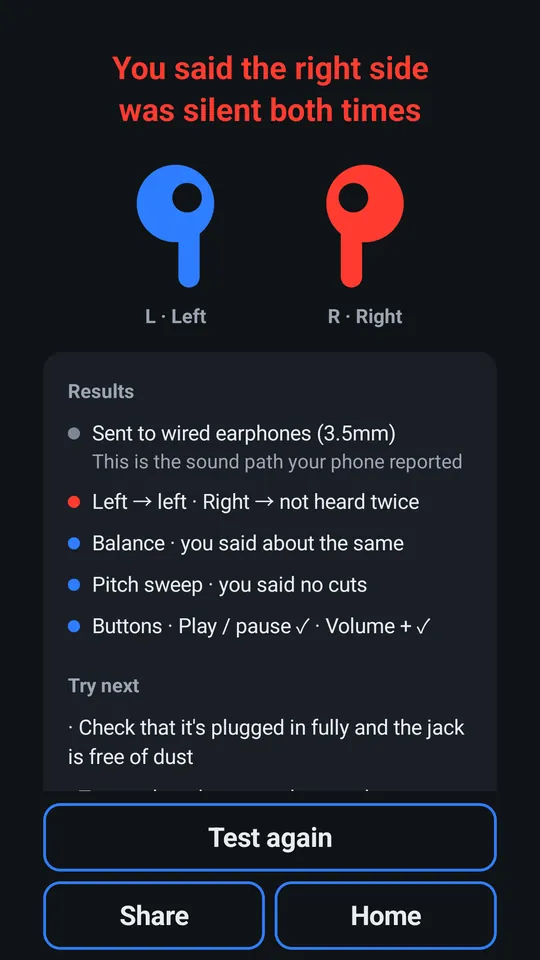 You said the right side
was silent both times
L · Left
R · Right
Results
Sent to wired earphones (3.5mm)
This is the sound path your phone reported
Left → left · Right → not heard twice
Balance · you said about the same
Pitch sweep · you said no cuts
Buttons · Play / pause ✓ · Volume + ✓
Try next
· Check that it's plugged in fully and the jack
is free of dust
Test again
Share
Home